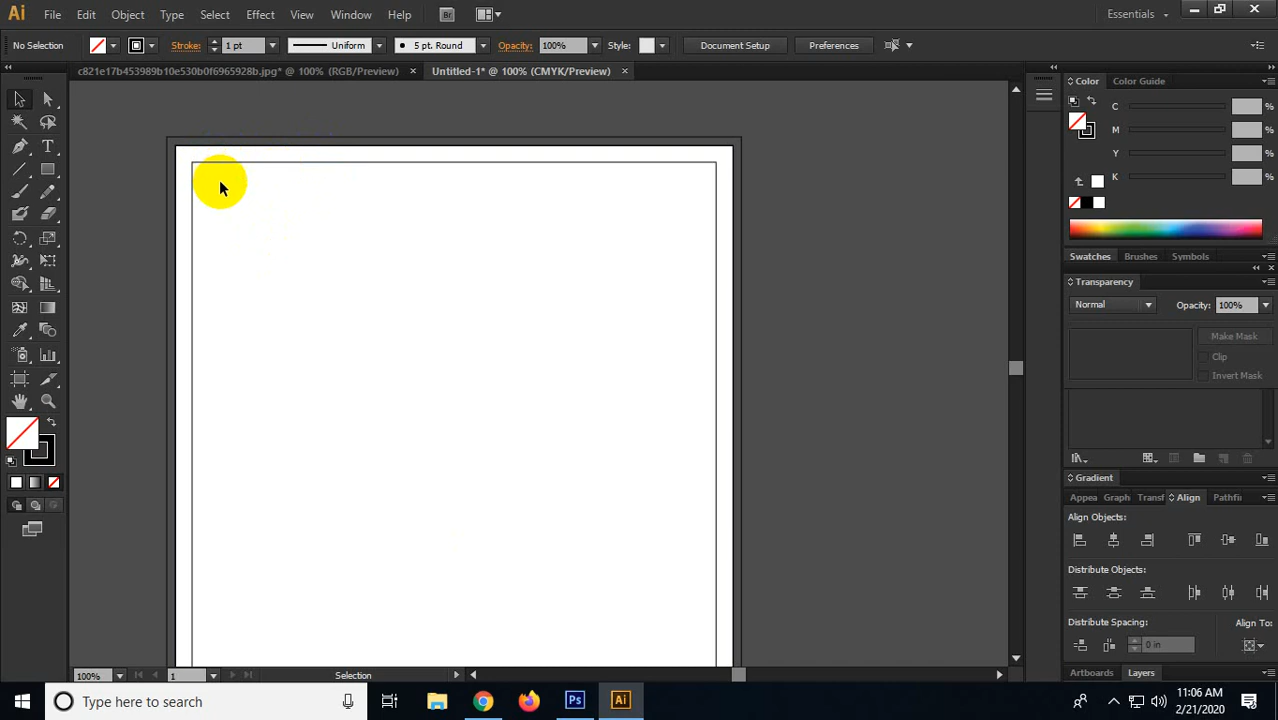 Ai File Edit Object Type Select Effect View Window Help Br Essentials
No Selection Stroke: 1 pt Uniform 5 pt. Round Opacity: 100% Style: Document Setup Preferences
c821e17b453989b10e530b0f6965928b.jpg* @ 100% (RGB/Preview) × Untitled-1* @ 100% (CMYK/Preview) ×
Color Color Guide
C %
M %
Y %
K %
Swatches Brushes Symbols
Transparency
Normal Opacity: 100%
Make Mask
Clip
Invert Mask
Gradient
Appea Graph Transf Align Pathfin
Align Objects:
Distribute Objects:
Distribute Spacing: Align To:
0 in
Artboards Layers
100% 1 Selection
Type here to search
Ps Ai
11:06 AM
2/21/2020